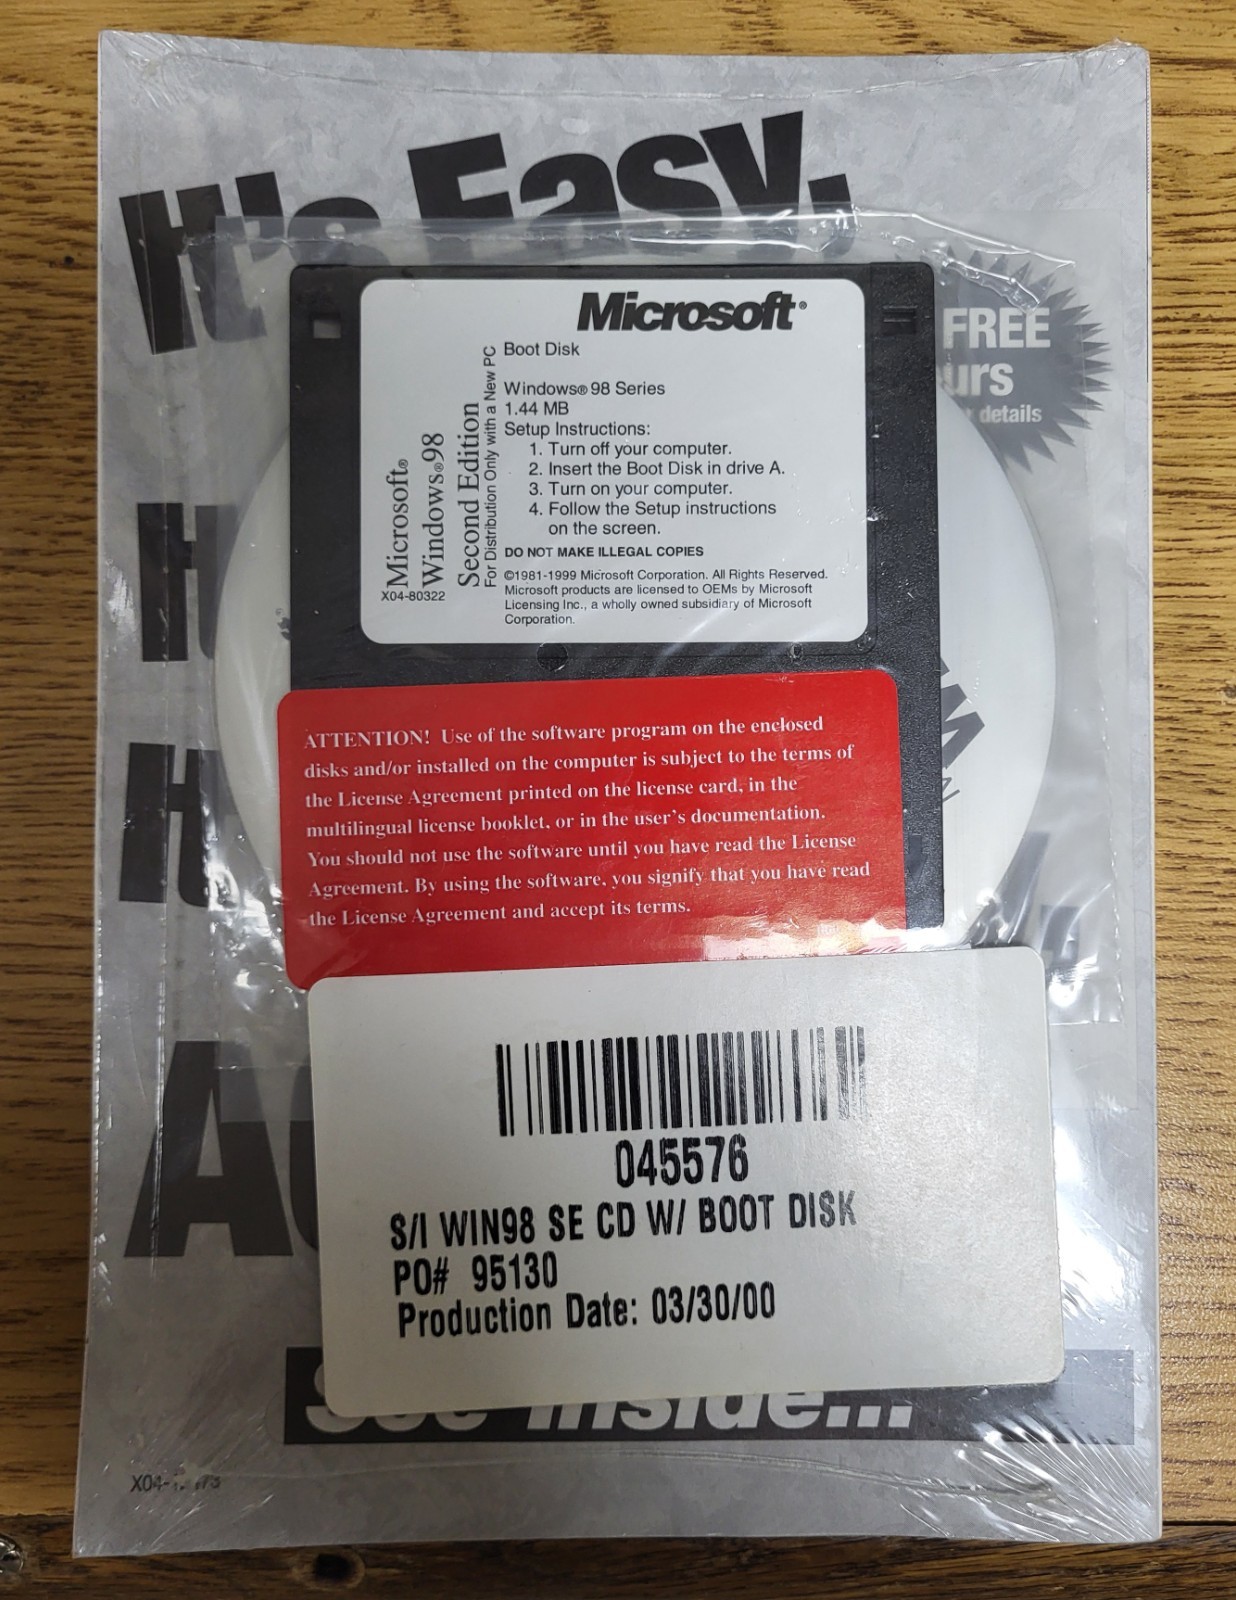 It's Easy,
FREE
urs
details
Microsoft®
Boot Disk
Windows® 98 Series
1.44 MB
Setup Instructions:
1. Turn off your computer.
2. Insert the Boot Disk in drive A.
3. Turn on your computer.
4. Follow the Setup instructions
on the screen.
DO NOT MAKE ILLEGAL COPIES
©1981-1999 Microsoft Corporation. All Rights Reserved.
Microsoft products are licensed to OEMs by Microsoft
Licensing Inc., a wholly owned subsidiary of Microsoft
Corporation.
Microsoft®
Windows®98
Second Edition
For Distribution Only with a New PC
X04-80322
ATTENTION! Use of the software program on the enclosed
disks and/or installed on the computer is subject to the terms of
the License Agreement printed on the license card, in the
multilingual license booklet, or in the user's documentation.
You should not use the software until you have read the License
Agreement. By using the software, you signify that you have read
the License Agreement and accept its terms.
045576
S/I WIN98 SE CD W/ BOOT DISK
PO# 95130
Production Date: 03/30/00
See Inside...